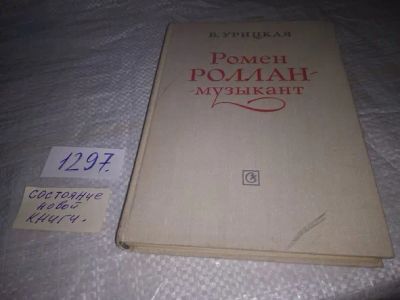 Б. УРИЦКАЯ
Ромен
РОЛЛАН-
-музыкант
1297.
состояние
новой
книги.